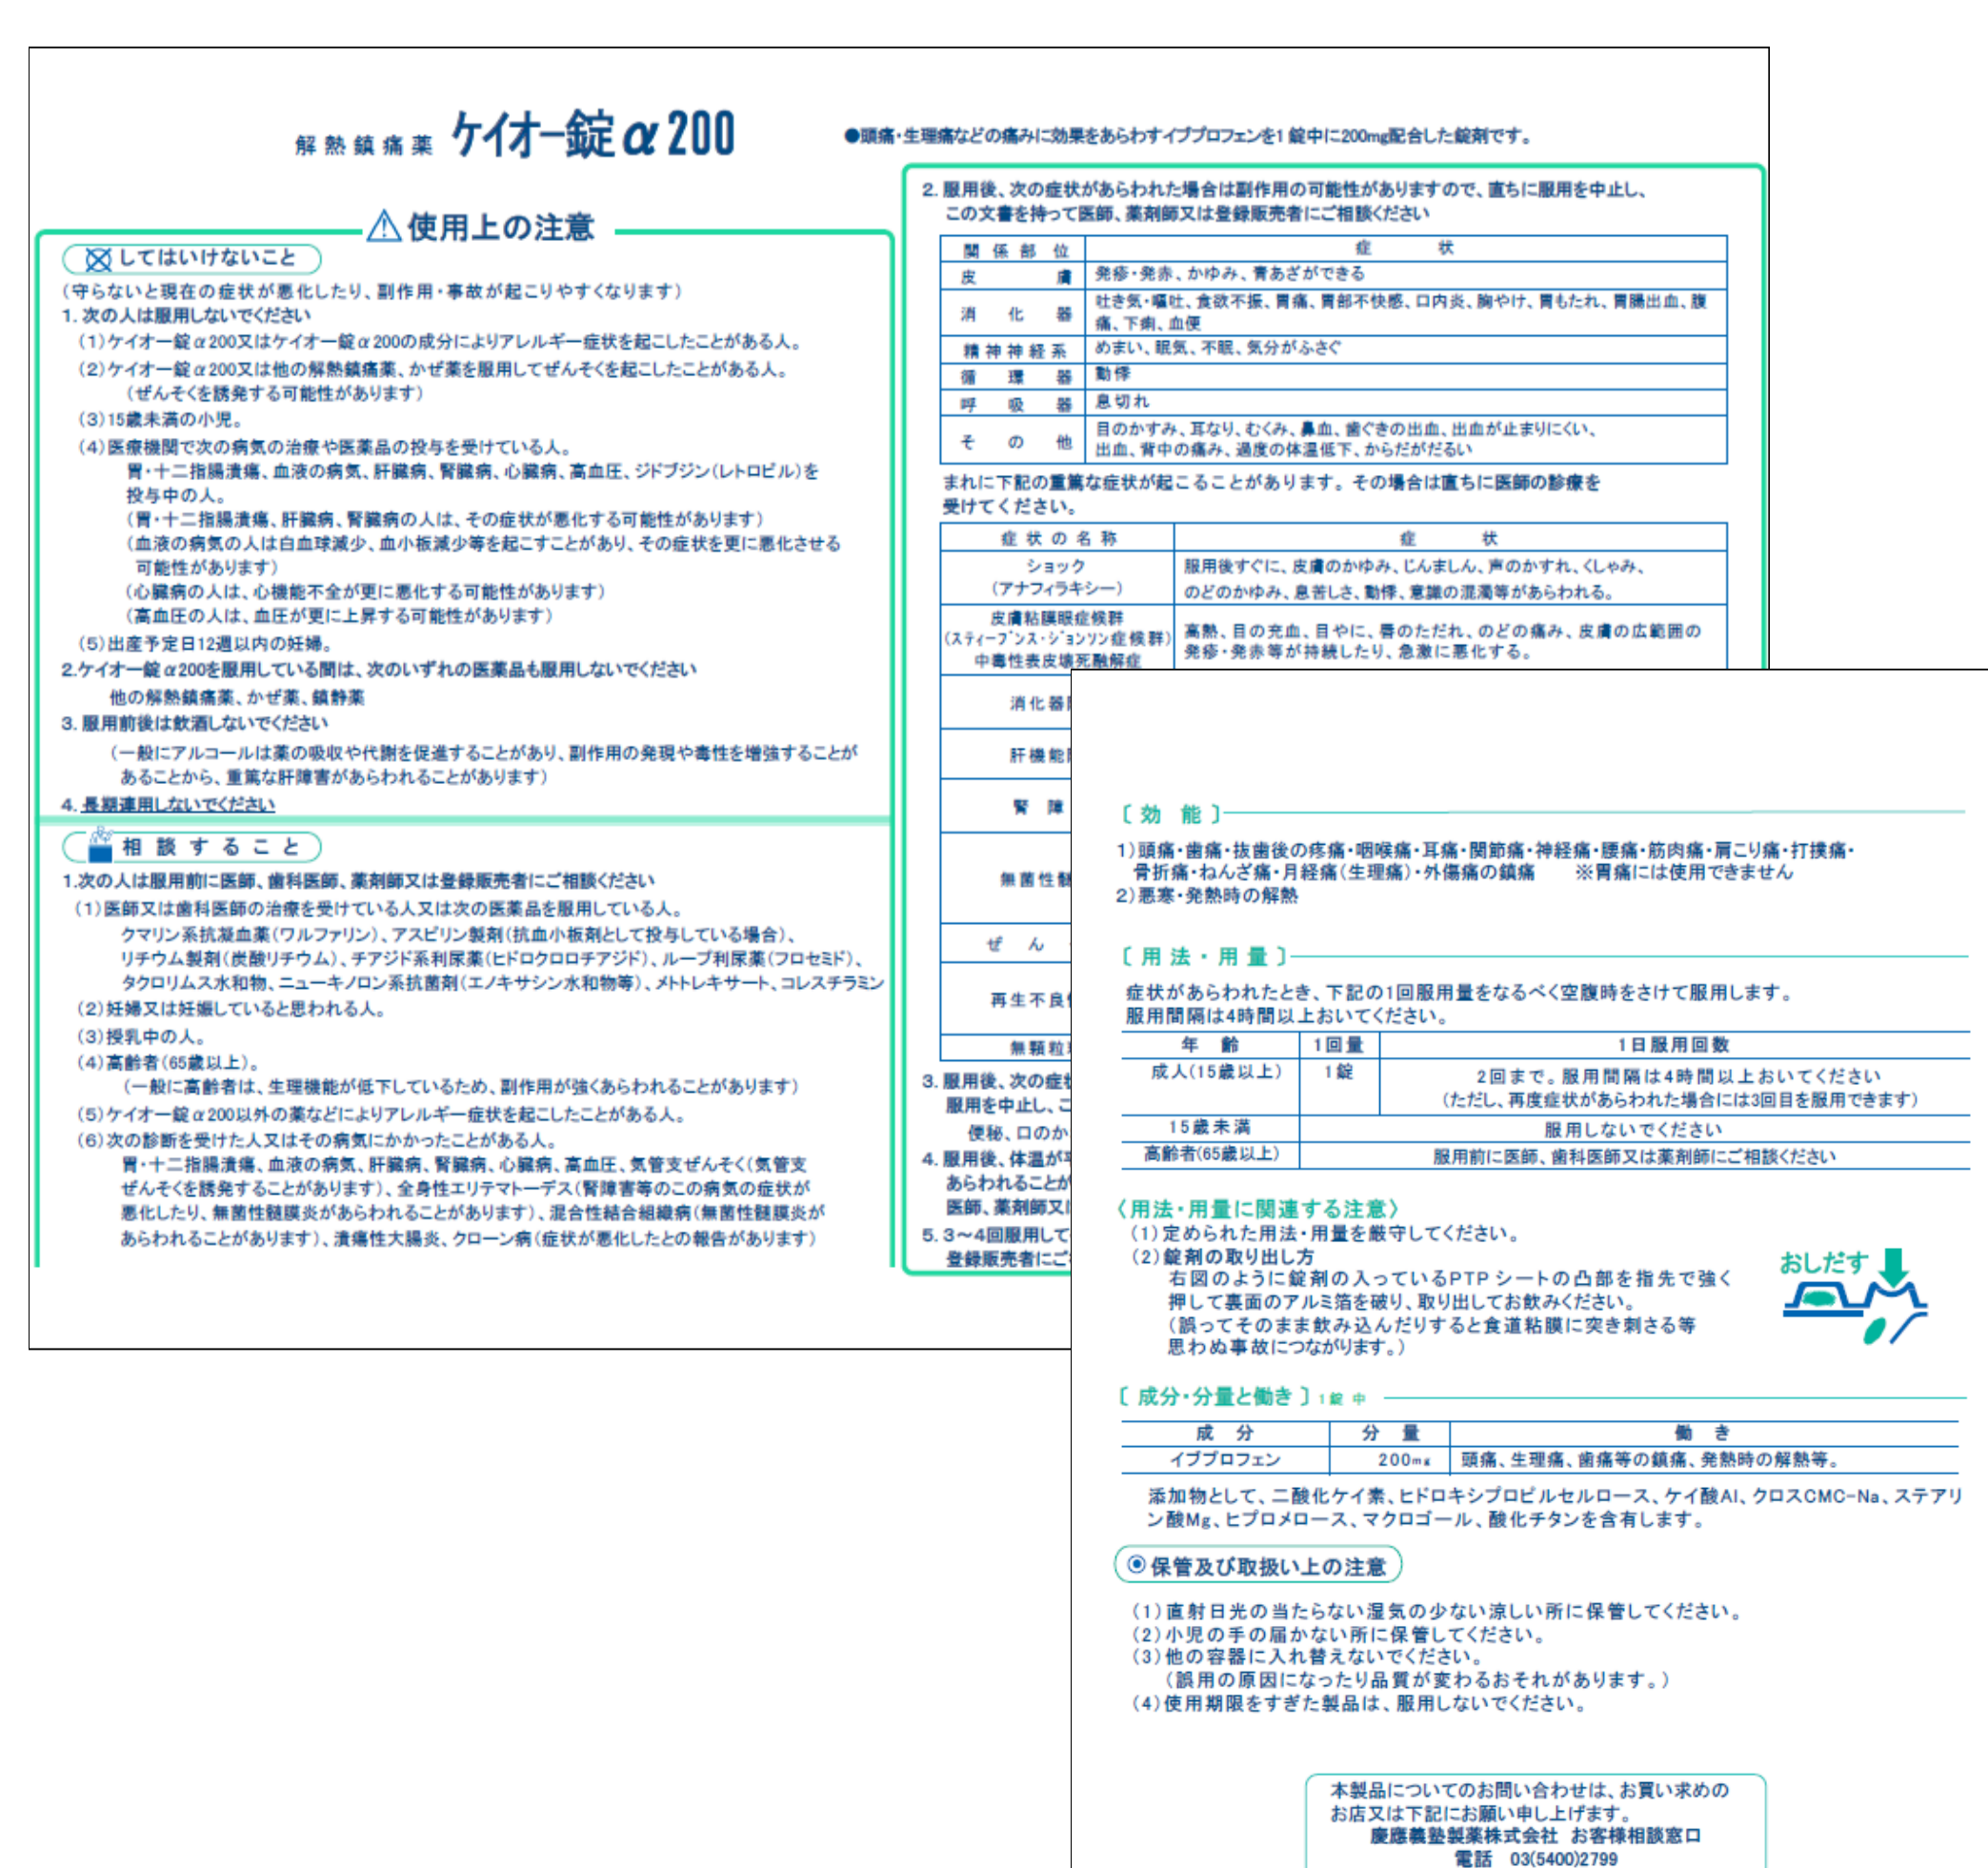 解熱鎮痛薬 ケイオー錠α200
●頭痛・生理痛などの痛みに効果をあらわすイブプロフェンを1錠中に200mg配合した錠剤です。
⚠使用上の注意
してはいけないこと
(守らないと現在の症状が悪化したり、副作用・事故が起こりやすくなります)
1. 次の人は服用しないでください
(1)ケイオー錠α200又はケイオー錠α200の成分によりアレルギー症状を起こしたことがある人。
(2)ケイオー錠α200又は他の解熱鎮痛薬、かぜ薬を服用してぜんそくを起こしたことがある人。
(ぜんそくを誘発する可能性があります)
(3)15歳未満の小児。
(4)医療機関で次の病気の治療や医薬品の投与を受けている人。
胃・十二指腸潰瘍、血液の病気、肝臓病、腎臓病、心臓病、高血圧、ジドブジン(レトロビル)を
投与中の人。
(胃・十二指腸潰瘍、肝臓病、腎臓病の人は、その症状が悪化する可能性があります)
(血液の病気の人は白血球減少、血小板減少等を起こすことがあり、その症状を更に悪化させる
可能性があります)
(心臓病の人は、心機能不全が更に悪化する可能性があります)
(高血圧の人は、血圧が更に上昇する可能性があります)
(5)出産予定日12週以内の妊婦。
2.ケイオー錠α200を服用している間は、次のいずれの医薬品も服用しないでください
他の解熱鎮痛薬、かぜ薬、鎮静薬
3. 服用前後は飲酒しないでください
(一般にアルコールは薬の吸収や代謝を促進することがあり、副作用の発現や毒性を増強することが
あることから、重篤な肝障害があらわれることがあります)
4. 長期連用しないでください
相談すること
1.次の人は服用前に医師、歯科医師、薬剤師又は登録販売者にご相談ください
(1)医師又は歯科医師の治療を受けている人又は次の医薬品を服用している人。
クマリン系抗凝血薬(ワルファリン)、アスピリン製剤(抗血小板剤として投与している場合)、
リチウム製剤(炭酸リチウム)、チアジド系利尿薬(ヒドロクロロチアジド)、ループ利尿薬(フロセミド)、
タクロリムス水和物、ニューキノロン系抗菌剤(エノキサシン水和物等)、メトトレキサート、コレスチラミン
(2)妊婦又は妊娠していると思われる人。
(3)授乳中の人。
(4)高齢者(65歳以上)。
(一般に高齢者は、生理機能が低下しているため、副作用が強くあらわれることがあります)
(5)ケイオー錠α200以外の薬などによりアレルギー症状を起こしたことがある人。
(6)次の診断を受けた人又はその病気にかかったことがある人。
胃・十二指腸潰瘍、血液の病気、肝臓病、腎臓病、心臓病、高血圧、気管支ぜんそく(気管支
ぜんそくを誘発することがあります)、全身性エリテマトーデス(腎障害等のこの病気の症状が
悪化したり、無菌性髄膜炎があらわれることがあります)、混合性結合組織病(無菌性髄膜炎が
あらわれることがあります)、潰瘍性大腸炎、クローン病(症状が悪化したとの報告があります)
2. 服用後、次の症状があらわれた場合は副作用の可能性がありますので、直ちに服用を中止し、
この文書を持って医師、薬剤師又は登録販売者にご相談ください
関係部位 症状
皮膚 発疹・発赤、かゆみ、青あざができる
消化器 吐き気・嘔吐、食欲不振、胃痛、胃部不快感、口内炎、胸やけ、胃もたれ、胃腸出血、腹
痛、下痢、血便
精神神経系 めまい、眠気、不眠、気分がふさぐ
循環器 動悸
呼吸器 息切れ
その他 目のかすみ、耳なり、むくみ、鼻血、歯ぐきの出血、出血が止まりにくい、
出血、背中の痛み、過度の体温低下、からだがだるい
まれに下記の重篤な症状が起こることがあります。その場合は直ちに医師の診療を
受けてください。
症状の名称 症状
ショック
(アナフィラキシー)
服用後すぐに、皮膚のかゆみ、じんましん、声のかすれ、くしゃみ、
のどのかゆみ、息苦しさ、動悸、意識の混濁等があらわれる。
皮膚粘膜眼症候群
(スティーブンス・ジョンソン症候群)
中毒性表皮壊死融解症
高熱、目の充血、目やに、唇のただれ、のどの痛み、皮膚の広範囲の
発疹・発赤等が持続したり、急激に悪化する。
消化器
肝機能
腎障
無菌性髄
ぜん
再生不良
無顆粒
3. 服用後、次の症状
服用を中止し、こ
便秘、口のか
4. 服用後、体温が平
あらわれることが
医師、薬剤師又
5. 3～4回服用して
登録販売者にご
〔効能〕
1)頭痛・歯痛・抜歯後の疼痛・咽喉痛・耳痛・関節痛・神経痛・腰痛・筋肉痛・肩こり痛・打撲痛・
骨折痛・ねんざ痛・月経痛(生理痛)・外傷痛の鎮痛 ※胃痛には使用できません
2)悪寒・発熱時の解熱
〔用法・用量〕
症状があらわれたとき、下記の1回服用量をなるべく空腹時をさけて服用します。
服用間隔は4時間以上おいてください。
年齢 1回量 1日服用回数
成人(15歳以上) 1錠 2回まで。服用間隔は4時間以上おいてください
(ただし、再度症状があらわれた場合には3回目を服用できます)
15歳未満 服用しないでください
高齢者(65歳以上) 服用前に医師、歯科医師又は薬剤師にご相談ください
〈用法・用量に関連する注意〉
(1)定められた用法・用量を厳守してください。
(2)錠剤の取り出し方
右図のように錠剤の入っているPTPシートの凸部を指先で強く
押して裏面のアルミ箔を破り、取り出してお飲みください。
(誤ってそのまま飲み込んだりすると食道粘膜に突き刺さる等
思わぬ事故につながります。)
おしだす
〔成分・分量と働き〕1錠中
成分 分量 働き
イブプロフェン 200mg 頭痛、生理痛、歯痛等の鎮痛、発熱時の解熱等。
添加物として、二酸化ケイ素、ヒドロキシプロピルセルロース、ケイ酸Al、クロスCMC-Na、ステアリ
ン酸Mg、ヒプロメロース、マクロゴール、酸化チタンを含有します。
保管及び取扱い上の注意
(1)直射日光の当たらない湿気の少ない涼しい所に保管してください。
(2)小児の手の届かない所に保管してください。
(3)他の容器に入れ替えないでください。
(誤用の原因になったり品質が変わるおそれがあります。)
(4)使用期限をすぎた製品は、服用しないでください。
本製品についてのお問い合わせは、お買い求めの
お店又は下記にお願い申し上げます。
慶應義塾製薬株式会社 お客様相談窓口
電話 03(5400)2799